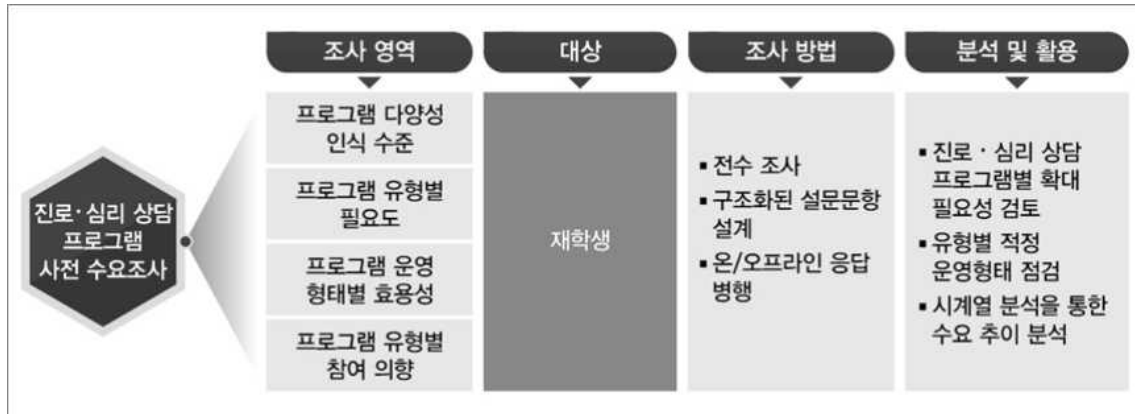 진로·심리 상담
프로그램
사전 수요조사
조사 영역
프로그램 다양성
인식 수준
프로그램 유형별
필요도
프로그램 운영
형태별 효용성
프로그램 유형별
참여 의향
대상
재학생
조사 방법
▪ 전수 조사
▪ 구조화된 설문문항
설계
▪ 온/오프라인 응답
병행
분석 및 활용
▪ 진로·심리 상담
프로그램별 확대
필요성 검토
▪ 유형별 적정
운영형태 점검
▪ 시계열 분석을 통한
수요 추이 분석